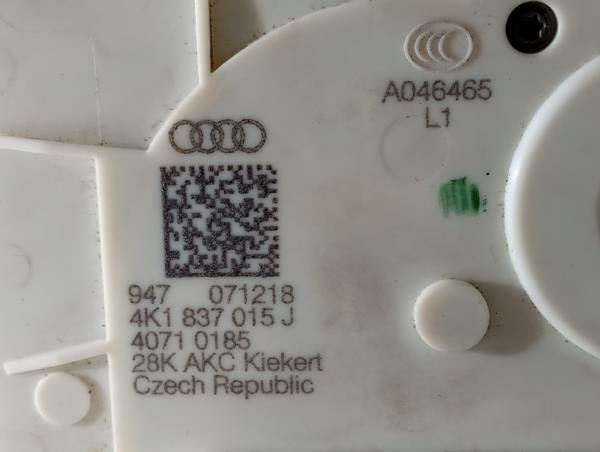 A046465
L1
947 071218
4K1 837 015 J
4071 0185
28K AKC Kiekert
Czech Republic